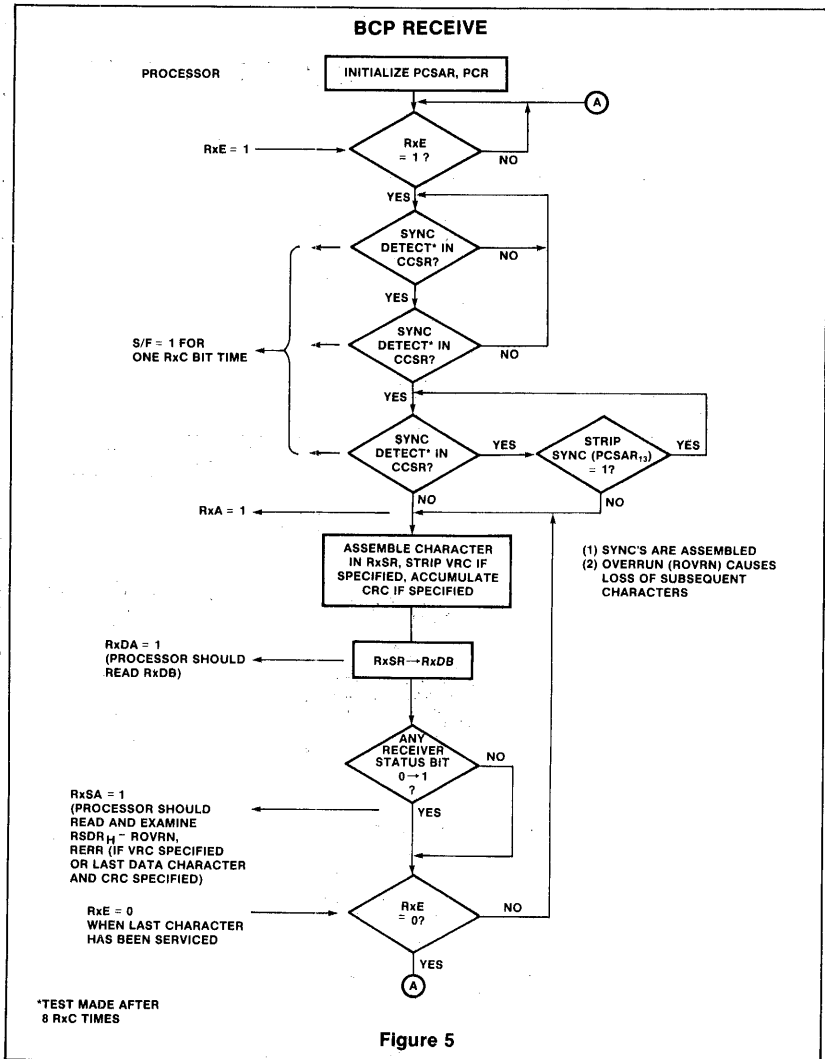 BCP RECEIVE
PROCESSOR
INITIALIZE PCSAR, PCR
A
RxE = 1
RxE
= 1 ?
NO
YES
SYNC
DETECT* IN
CCSR?
NO
YES
S/F = 1 FOR
ONE RxC BIT TIME
SYNC
DETECT* IN
CCSR?
NO
YES
SYNC
DETECT* IN
CCSR?
YES
STRIP
SYNC (PCSAR13)
= 1?
YES
NO
NO
RxA = 1
ASSEMBLE CHARACTER
IN RxSR, STRIP VRC IF
SPECIFIED, ACCUMULATE
CRC IF SPECIFIED
(1) SYNC'S ARE ASSEMBLED
(2) OVERRUN (ROVRN) CAUSES
LOSS OF SUBSEQUENT
CHARACTERS
RxDA = 1
(PROCESSOR SHOULD
READ RxDB)
RxSR→RxDB
ANY
RECEIVER
STATUS BIT
0→1
?
NO
YES
RxSA = 1
(PROCESSOR SHOULD
READ AND EXAMINE
RSDRH – ROVRN,
RERR (IF VRC SPECIFIED
OR LAST DATA CHARACTER
AND CRC SPECIFIED)
RxE = 0
WHEN LAST CHARACTER
HAS BEEN SERVICED
RxE
= 0?
NO
YES
A
*TEST MADE AFTER
8 RxC TIMES
Figure 5